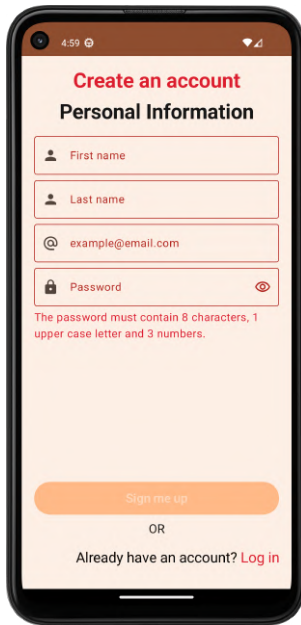 4:59
Create an account
Personal Information
First name
Last name
example@email.com
Password
The password must contain 8 characters, 1
upper case letter and 3 numbers.
Sign me up
OR
Already have an account? Log in